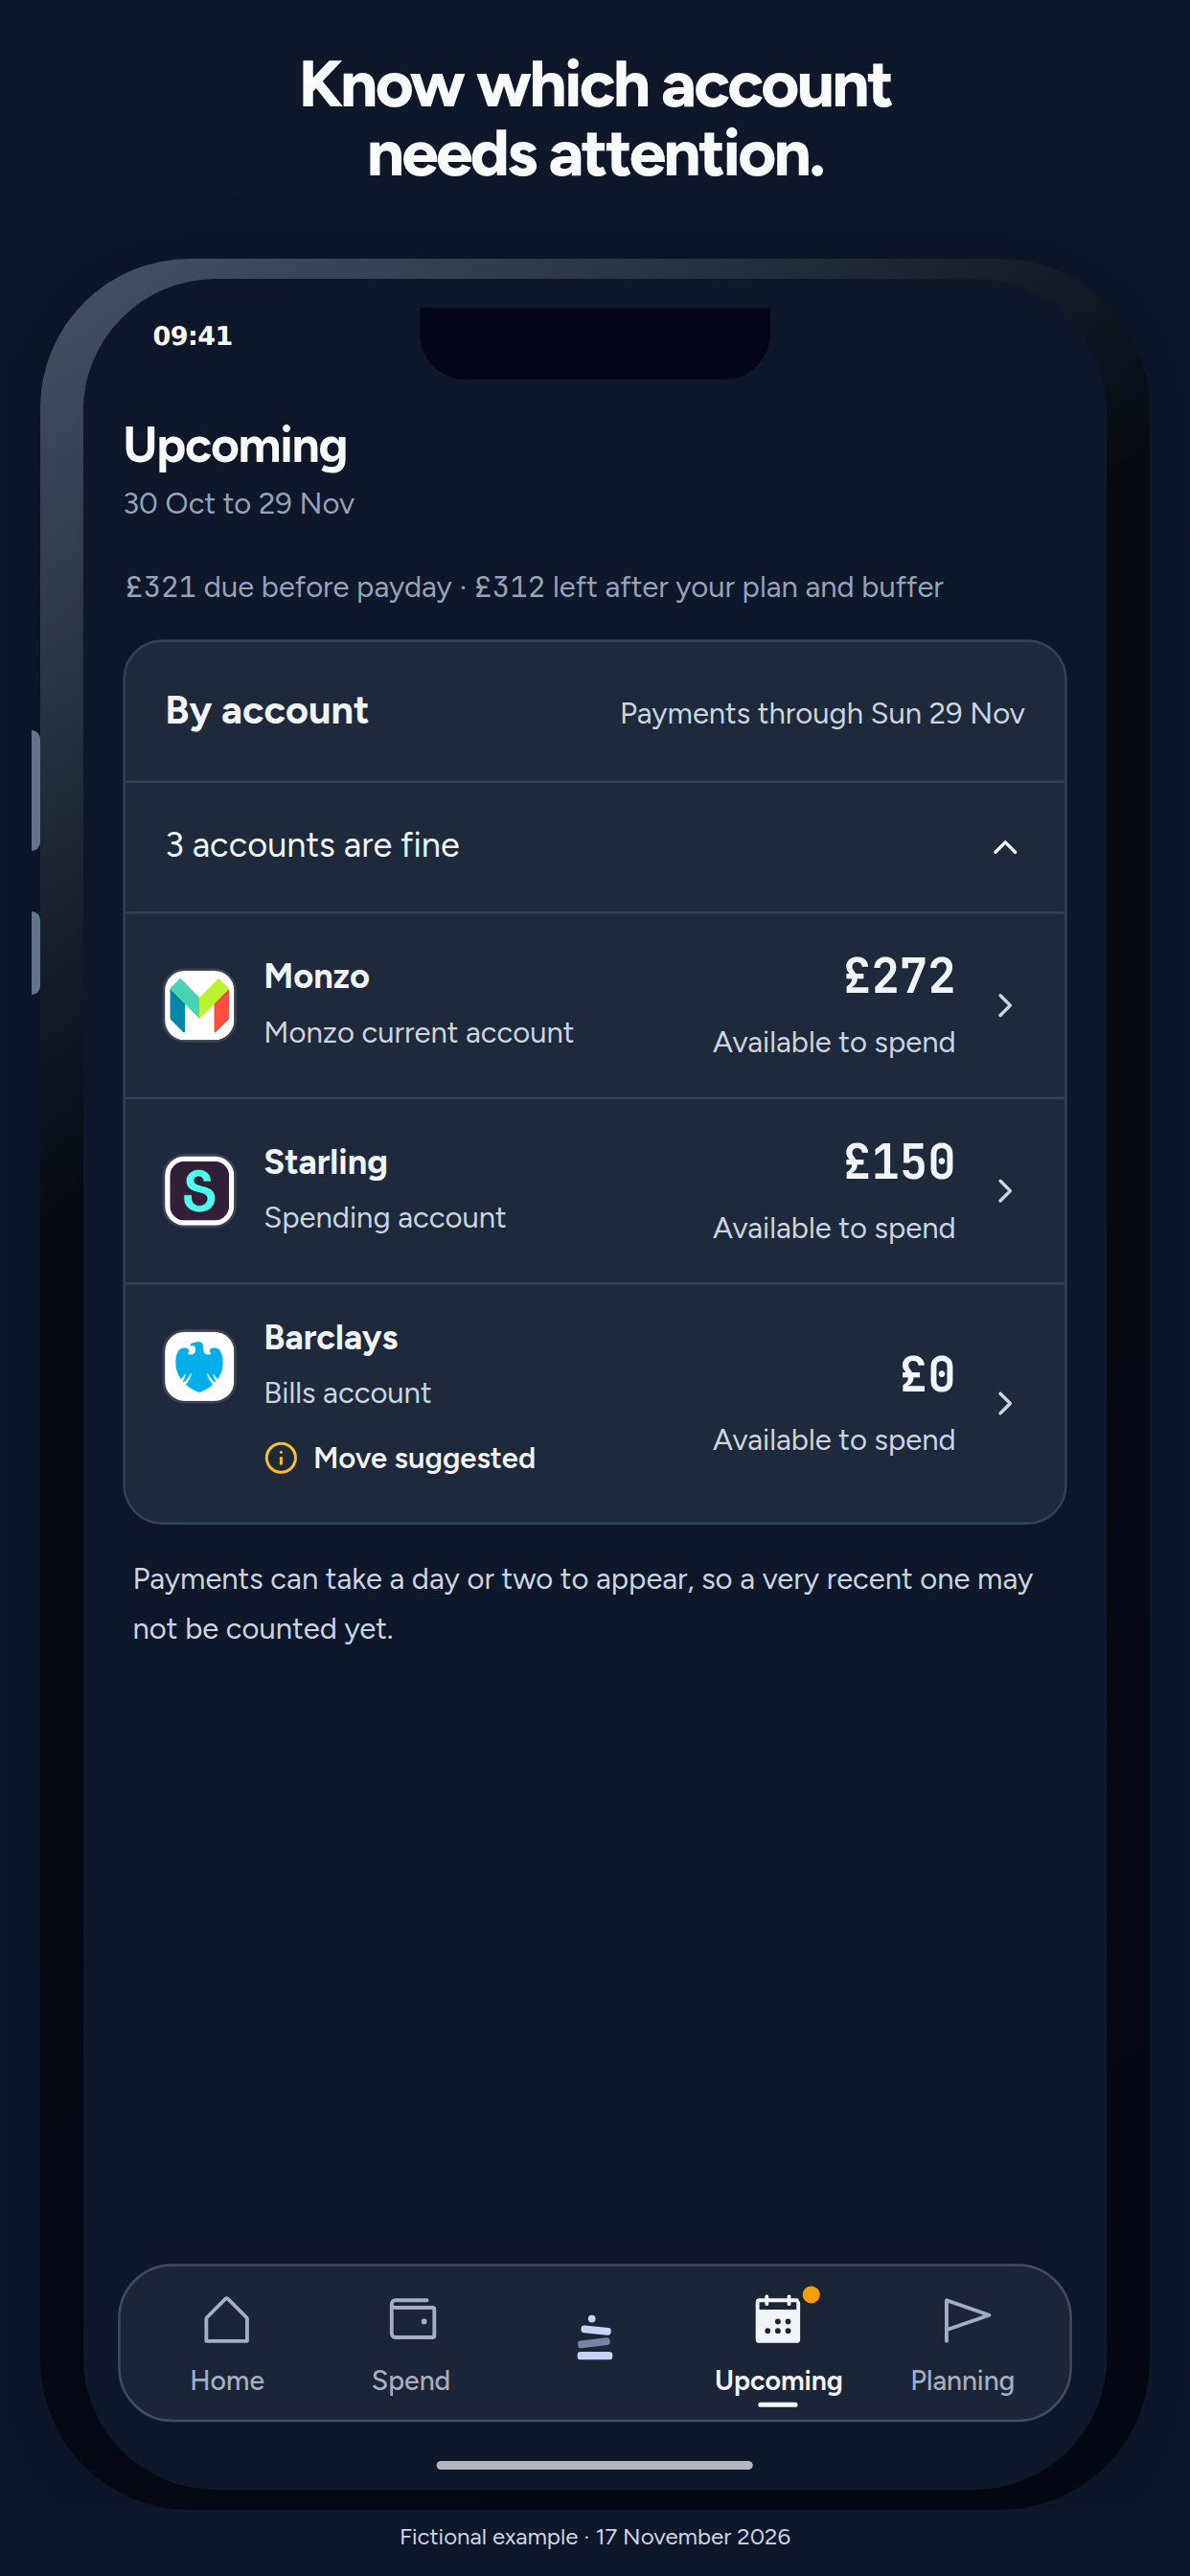 Know which account
needs attention.
09:41
Upcoming
30 Oct to 29 Nov
£321 due before payday · £312 left after your plan and buffer
By account
Payments through Sun 29 Nov
3 accounts are fine
Monzo
£272
Monzo current account
Available to spend
Starling
£150
Spending account
Available to spend
Barclays
£0
Bills account
Available to spend
Move suggested
Payments can take a day or two to appear, so a very recent one may
not be counted yet.
Home
Spend
Upcoming
Planning
Fictional example · 17 November 2026